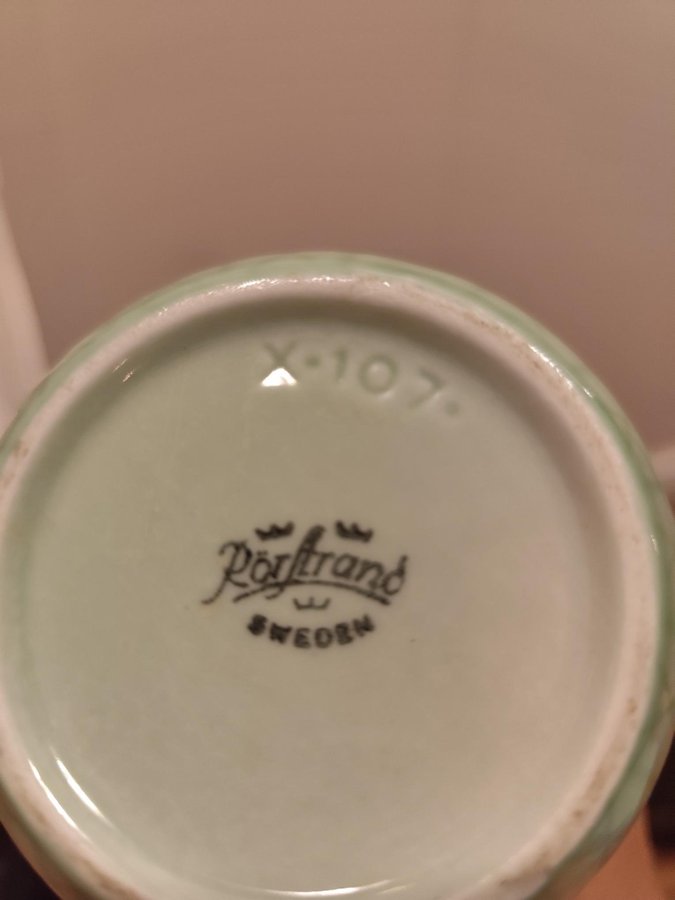 X·107·
Rörstrand
SWEDEN